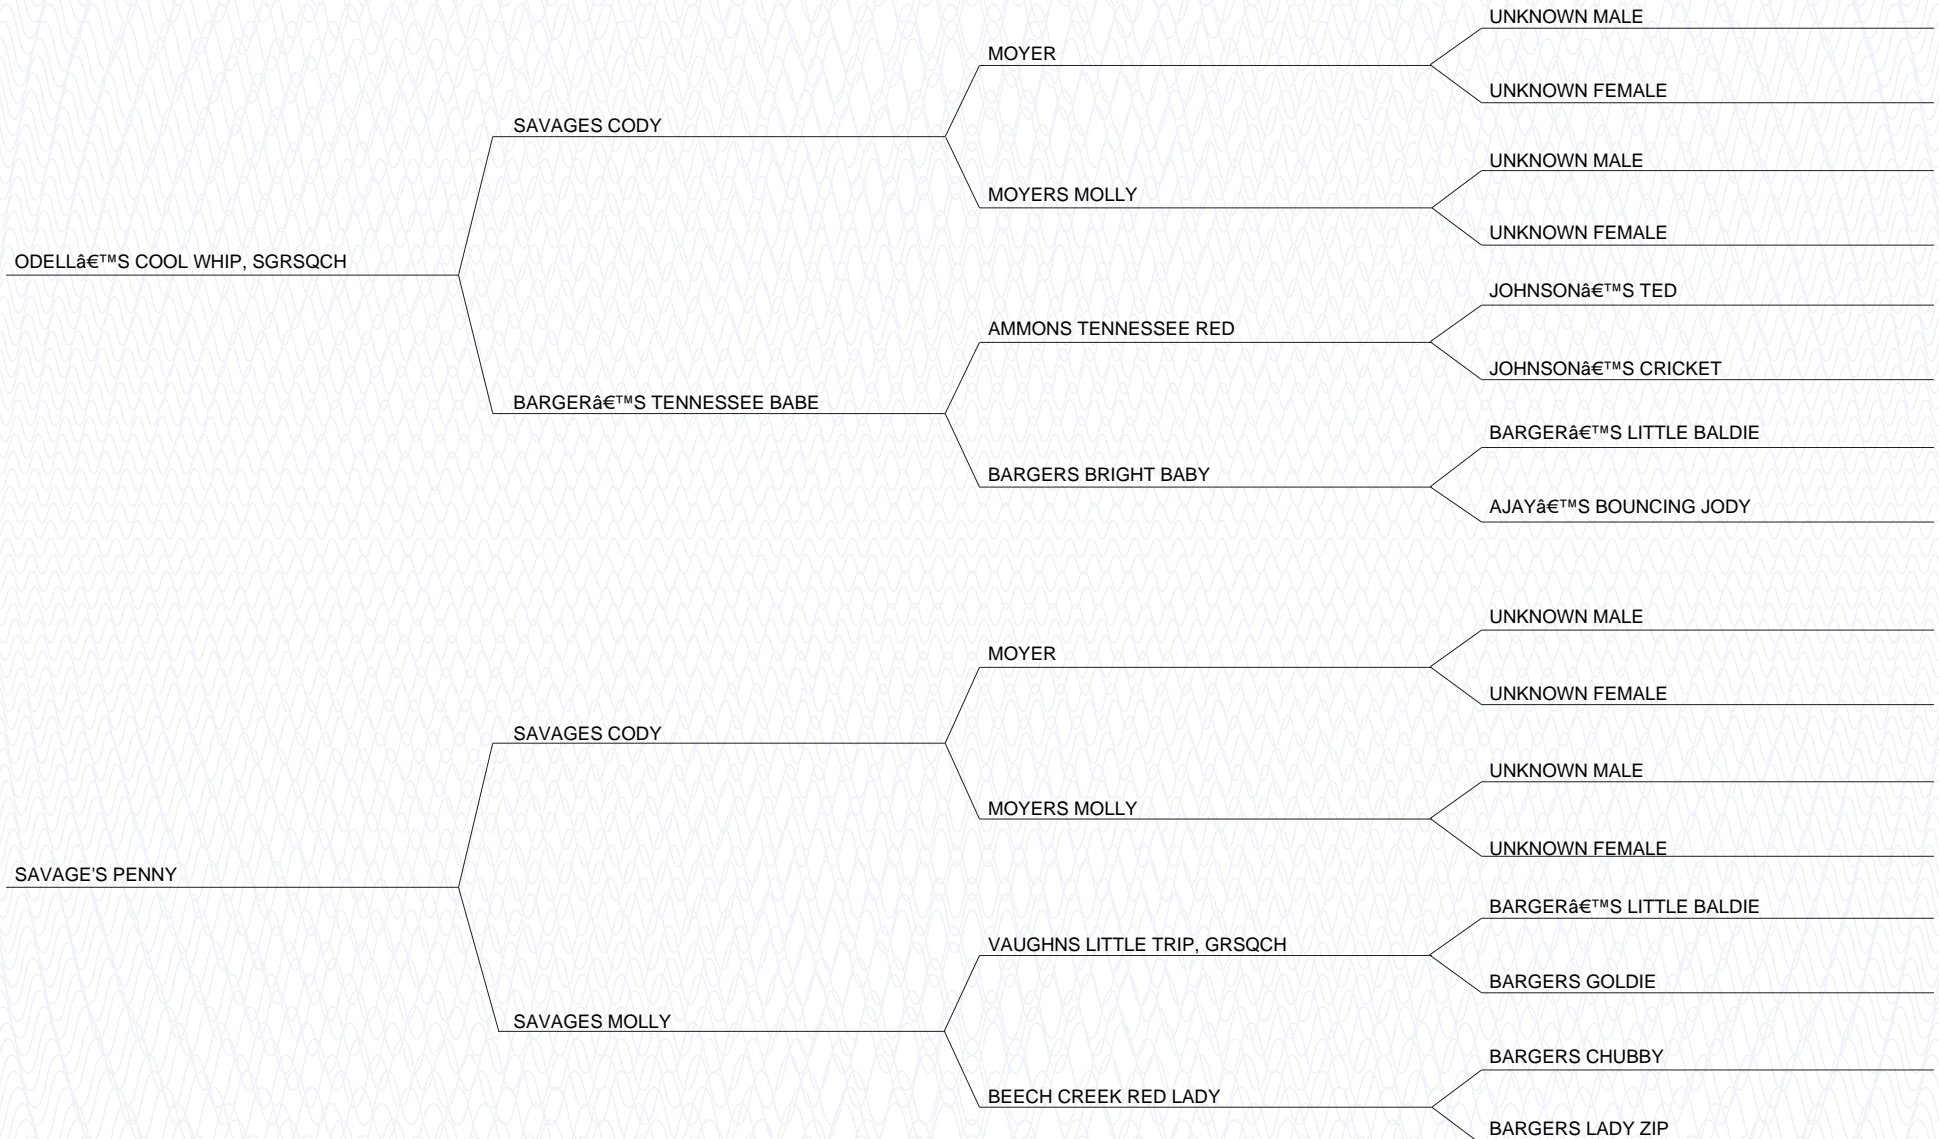 UNKNOWN MALE
MOYER
UNKNOWN FEMALE
SAVAGES CODY
UNKNOWN MALE
MOYERS MOLLY
UNKNOWN FEMALE
ODELLâ€™S COOL WHIP, SGRSQCH
JOHNSONâ€™S TED
AMMONS TENNESSEE RED
JOHNSONâ€™S CRICKET
BARGERâ€™S TENNESSEE BABE
BARGERâ€™S LITTLE BALDIE
BARGERS BRIGHT BABY
AJAYâ€™S BOUNCING JODY
UNKNOWN MALE
MOYER
UNKNOWN FEMALE
SAVAGES CODY
UNKNOWN MALE
MOYERS MOLLY
UNKNOWN FEMALE
SAVAGE'S PENNY
BARGERâ€™S LITTLE BALDIE
VAUGHNS LITTLE TRIP, GRSQCH
BARGERS GOLDIE
SAVAGES MOLLY
BARGERS CHUBBY
BEECH CREEK RED LADY
BARGERS LADY ZIP